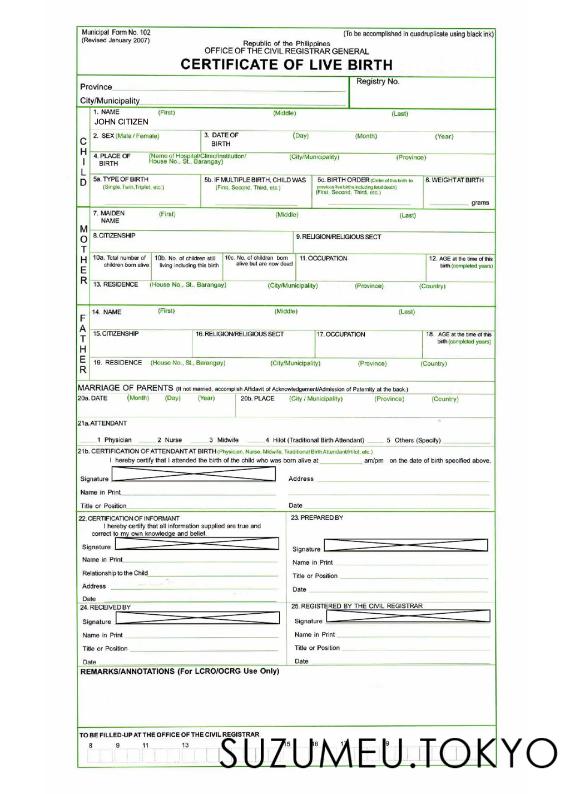 Municipal Form No. 102
(Revised January 2007)
(To be accomplished in quadruplicate using black ink)
Republic of the Philippines
OFFICE OF THE CIVIL REGISTRAR GENERAL
CERTIFICATE OF LIVE BIRTH
Province
Registry No.
City/Municipality
CHILD
1. NAME (First) (Middle) (Last)
JOHN CITIZEN
2. SEX (Male / Female) 3. DATE OF BIRTH (Day) (Month) (Year)
4. PLACE OF BIRTH (Name of Hospital/Clinic/Institution/ House No., St., Barangay) (City/Municipality) (Province)
5a. TYPE OF BIRTH (Single, Twin, Triplet, etc.) 5b. IF MULTIPLE BIRTH, CHILD WAS (First, Second, Third, etc.) 5c. BIRTH ORDER (Order of this birth to previous live births including fetal death) (First, Second, Third, etc.) 6. WEIGHT AT BIRTH
grams
MOTHER
7. MAIDEN NAME (First) (Middle) (Last)
8. CITIZENSHIP 9. RELIGION/RELIGIOUS SECT
10a. Total number of children born alive 10b. No. of children still living including this birth 10c. No. of children born alive but are now dead 11. OCCUPATION 12. AGE at the time of this birth (completed years)
13. RESIDENCE (House No., St., Barangay) (City/Municipality) (Province) (Country)
FATHER
14. NAME (First) (Middle) (Last)
15. CITIZENSHIP 16. RELIGION/RELIGIOUS SECT 17. OCCUPATION 18. AGE at the time of this birth (completed years)
19. RESIDENCE (House No., St., Barangay) (City/Municipality) (Province) (Country)
MARRIAGE OF PARENTS (If not married, accomplish Affidavit of Acknowledgement/Admission of Paternity at the back.)
20a. DATE (Month) (Day) (Year) 20b. PLACE (City / Municipality) (Province) (Country)
21a. ATTENDANT
1 Physician 2 Nurse 3 Midwife 4 Hilot (Traditional Birth Attendant) 5 Others (Specify)
21b. CERTIFICATION OF ATTENDANT AT BIRTH (Physician, Nurse, Midwife, Traditional Birth Attendant/Hilot, etc.)
I hereby certify that I attended the birth of the child who was born alive at am/pm on the date of birth specified above.
Signature Address
Name in Print
Title or Position Date
22. CERTIFICATION OF INFORMANT
I hereby certify that all information supplied are true and
correct to my own knowledge and belief.
Signature
Name in Print
Relationship to the Child
Address
Date
23. PREPARED BY
Signature
Name in Print
Title or Position
Date
24. RECEIVED BY
Signature
Name in Print
Title or Position
Date
25. REGISTERED BY THE CIVIL REGISTRAR
Signature
Name in Print
Title or Position
Date
REMARKS/ANNOTATIONS (For LCRO/OCRG Use Only)
TO BE FILLED-UP AT THE OFFICE OF THE CIVIL REGISTRAR
8 9 11 13 15 16 17
SUZUMEU.TOKYO